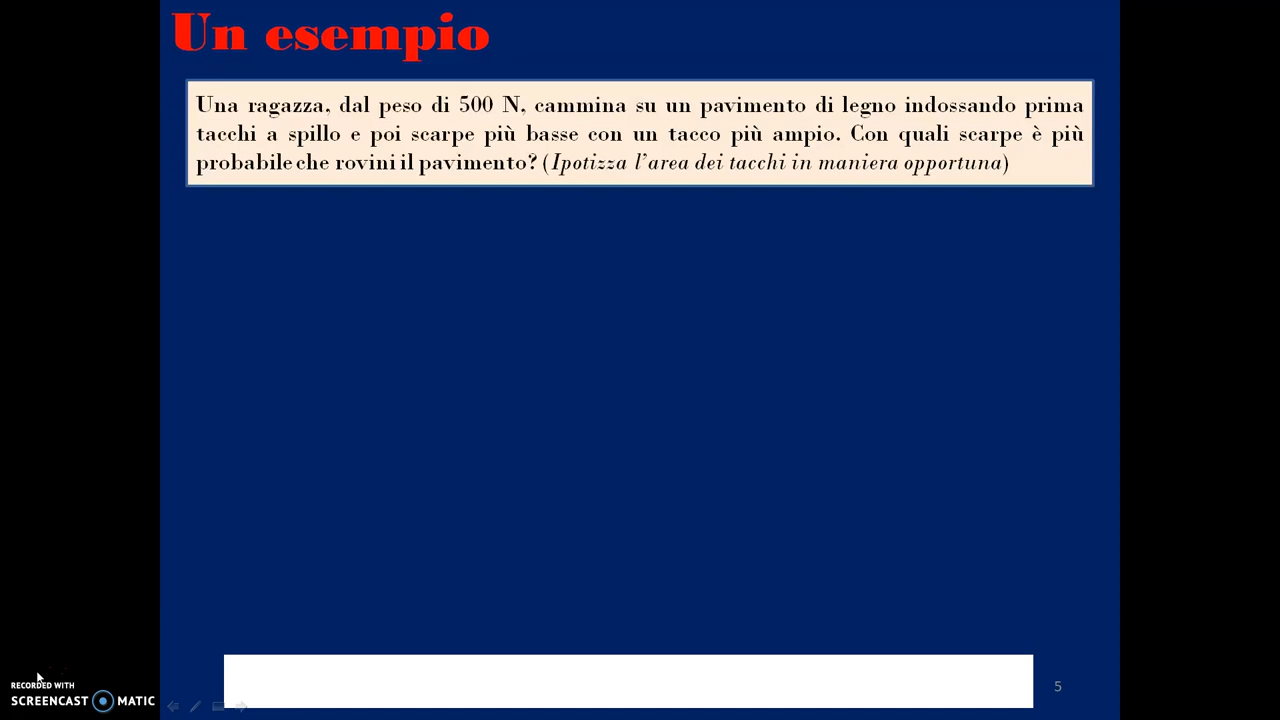 Un esempio
Una ragazza, dal peso di 500 N, cammina su un pavimento di legno indossando prima
tacchi a spillo e poi scarpe più basse con un tacco più ampio. Con quali scarpe è più
probabile che rovini il pavimento? (Ipotizza l'area dei tacchi in maniera opportuna)
5
RECORDED WITH
SCREENCAST MATIC